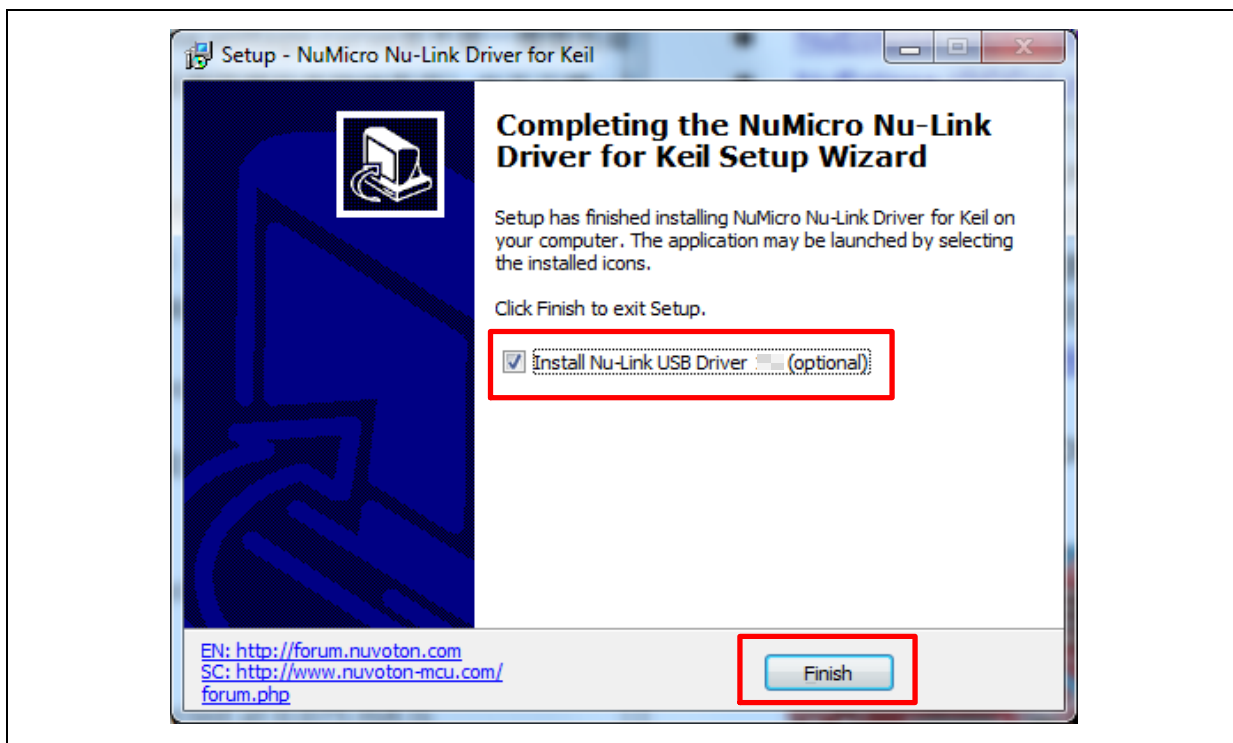 Setup - NuMicro Nu-Link Driver for Keil
Completing the NuMicro Nu-Link
Driver for Keil Setup Wizard
Setup has finished installing NuMicro Nu-Link Driver for Keil on
your computer. The application may be launched by selecting
the installed icons.
Click Finish to exit Setup.
Install Nu-Link USB Driver (optional)
EN: http://forum.nuvoton.com
SC: http://www.nuvoton-mcu.com/
forum.php
Finish